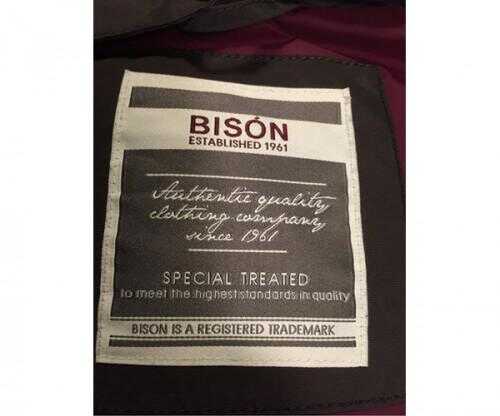 BISÓN
ESTABLISHED 1961
Authentic quality
clothing company
since 1961
SPECIAL TREATED
to meet the highest standards in quality
BISON IS A REGISTERED TRADEMARK